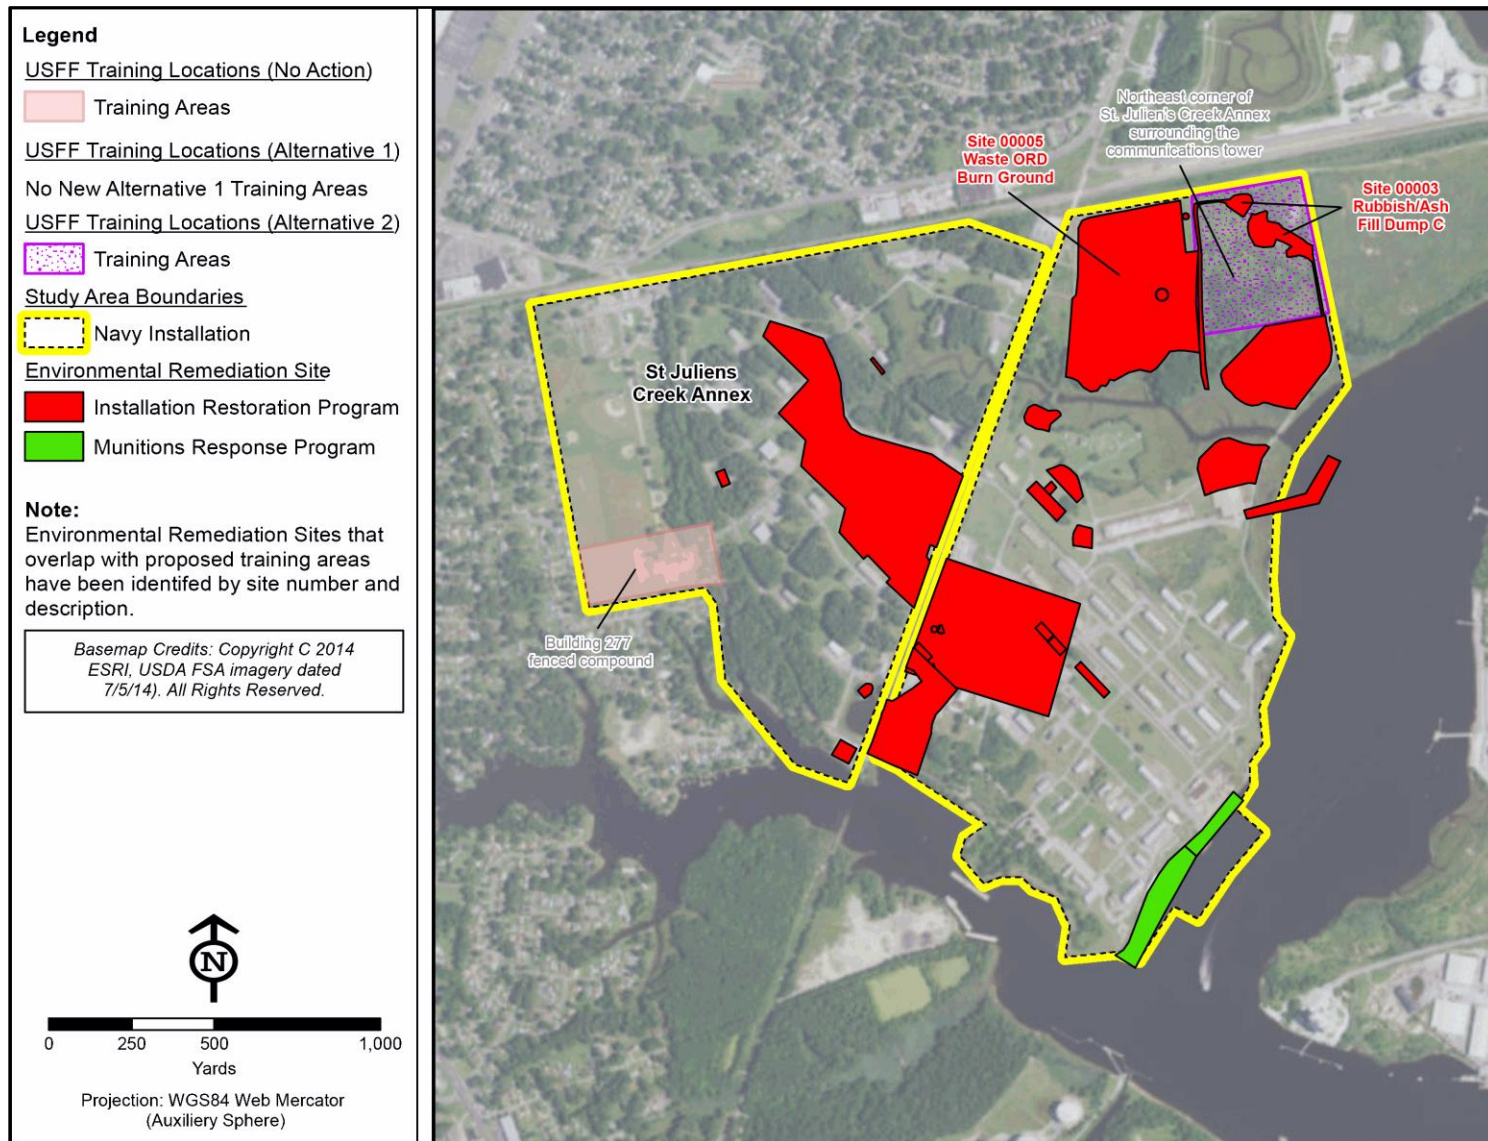 Legend
USFF Training Locations (No Action)
Training Areas
USFF Training Locations (Alternative 1)
No New Alternative 1 Training Areas
USFF Training Locations (Alternative 2)
Training Areas
Study Area Boundaries
Navy Installation
Environmental Remediation Site
Installation Restoration Program
Munitions Response Program
Note:
Environmental Remediation Sites that
overlap with proposed training areas
have been identifed by site number and
description.
Basemap Credits: Copyright C 2014
ESRI, USDA FSA imagery dated
7/5/14). All Rights Reserved.
N
0 250 500 1,000
Yards
Projection: WGS84 Web Mercator
(Auxiliery Sphere)
Northeast corner of
St. Julien's Creek Annex
surrounding the
communications tower
Site 00005
Waste ORD
Burn Ground
Site 00003
Rubbish/Ash
Fill Dump C
St Juliens
Creek Annex
Building 277
fenced compound